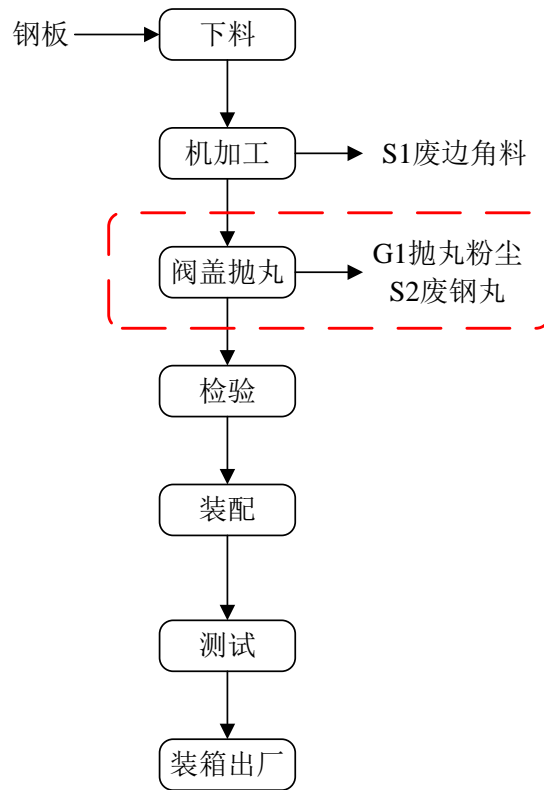 钢板
下料
机加工
S1废边角料
阀盖抛丸
G1抛丸粉尘
S2废钢丸
检验
装配
测试
装箱出厂